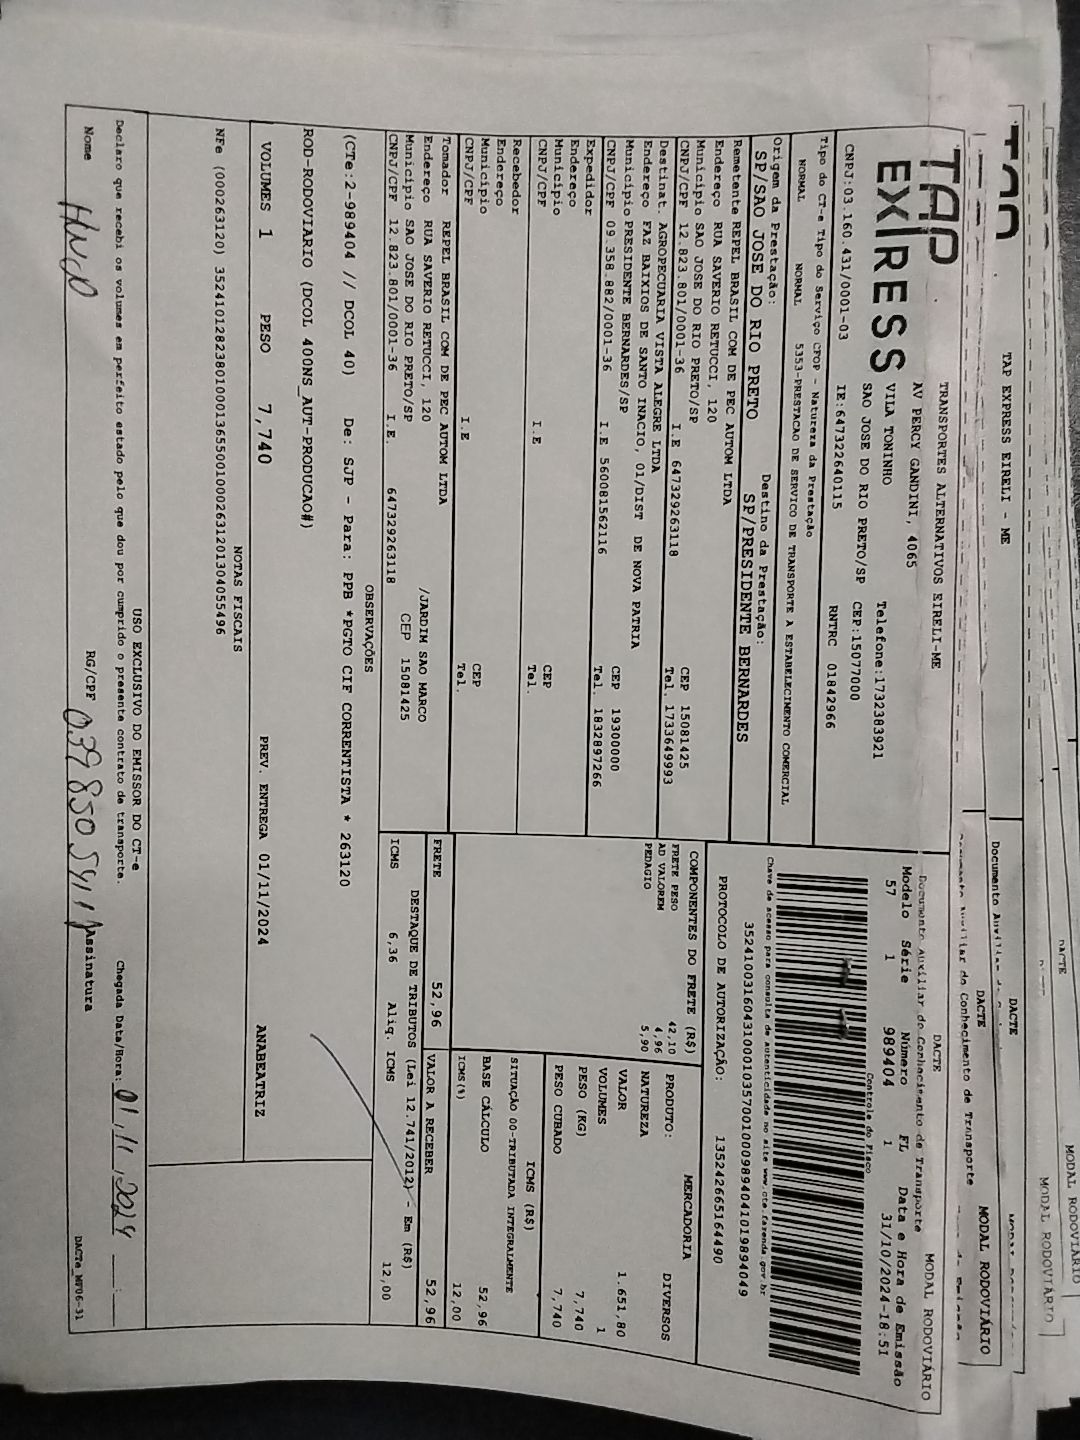 TAP EXPRESS EIRELI - ME
DACTE
MODAL RODOVIÁRIO
DACTE
MODAL RODOVIÁRIO
Documento Auxiliar do Conhecimento de Transporte
TAP EXPRESS
TRANSPORTES ALTERNATIVOS EIRELI-ME
AV PERCY GANDINI, 4065
VILA TONINHO
Telefone:1732383921
SAO JOSE DO RIO PRETO/SP CEP:15077000
CNPJ:03.160.431/0001-03 IE:647322640115 RNTRC 01842966
DACTE
MODAL RODOVIÁRIO
Documento Auxiliar do Conhecimento de Transporte
Modelo Série Número FL Data e Hora de Emissão
57 1 989404 1 31/10/2024-18:51
Controle do Fisco
Chave de acesso para consulta de autenticidade no site www.cte.fazenda.gov.br
35241003160431000103570010009894041019894049
PROTOCOLO DE AUTORIZAÇÃO: 135242665164490
Tipo do CT-e Tipo do Serviço CFOP - Natureza da Prestação
NORMAL NORMAL 5353-PRESTACAO DE SERVICO DE TRANSPORTE A ESTABELECIMENTO COMERCIAL
Origem da Prestação: Destino da Prestação:
SP/SAO JOSE DO RIO PRETO SP/PRESIDENTE BERNARDES
Remetente REPEL BRASIL COM DE PEC AUTOM LTDA
Endereço RUA SAVERIO RETUCCI, 120
Município SAO JOSE DO RIO PRETO/SP CEP 15081425
CNPJ/CPF 12.823.801/0001-36 I.E 647329263118 Tel. 1733649993
Destinat. AGROPECUARIA VISTA ALEGRE LTDA
Endereço FAZ BAIXIOS DE SANTO INACIO, 01/DIST DE NOVA PATRIA
Município PRESIDENTE BERNARDES/SP CEP 19300000
CNPJ/CPF 09.358.882/0001-36 I.E 560081562116 Tel. 1832897266
Expedidor
Endereço
Município CEP
CNPJ/CPF I.E Tel.
Recebedor
Endereço
Município CEP
CNPJ/CPF I.E Tel.
Tomador REPEL BRASIL COM DE PEC AUTOM LTDA
Endereço RUA SAVERIO RETUCCI, 120 /JARDIM SAO MARCO
Município SAO JOSE DO RIO PRETO/SP CEP 15081425
CNPJ/CPF 12.823.801/0001-36 I.E 647329263118
COMPONENTES DO FRETE (R$)
FRETE PESO 42,10
AD VALOREM 4,96
PEDAGIO 5,90
PRODUTO: MERCADORIA
NATUREZA DIVERSOS
VALOR 1.651,80
VOLUMES 1
PESO (KG) 7,740
PESO CUBADO 7,740
ICMS (R$)
SITUAÇÃO 00-TRIBUTADA INTEGRALMENTE
BASE CÁLCULO 52,96
ICMS(%) 12,00
FRETE 52,96 VALOR A RECEBER 52,96
DESTAQUE DE TRIBUTOS (Lei 12.741/2012) - Em (R$)
ICMS 6,36 Aliq. ICMS 12,00
OBSERVAÇÕES
(CTe:2-989404 // DCOL 40) De: SJP - Para: PPB *PGTO CIF CORRENTISTA * 263120
ROD-RODOVIARIO (DCOL 400NS_AUT-PRODUCAO#)
VOLUMES 1 PESO 7,740 PREV. ENTREGA 01/11/2024 ANABEATRIZ
NOTAS FISCAIS
NFe (000263120) 35241012823801000136550010002631201304055496
USO EXCLUSIVO DO EMISSOR DO CT-e
Declaro que recebi os volumes em perfeito estado pelo que dou por cumprido o presente contrato de transporte. Chegada Data/Hora: 01,11,2024 __:__
Nome RG/CPF Assinatura
DACTe_MF06-31